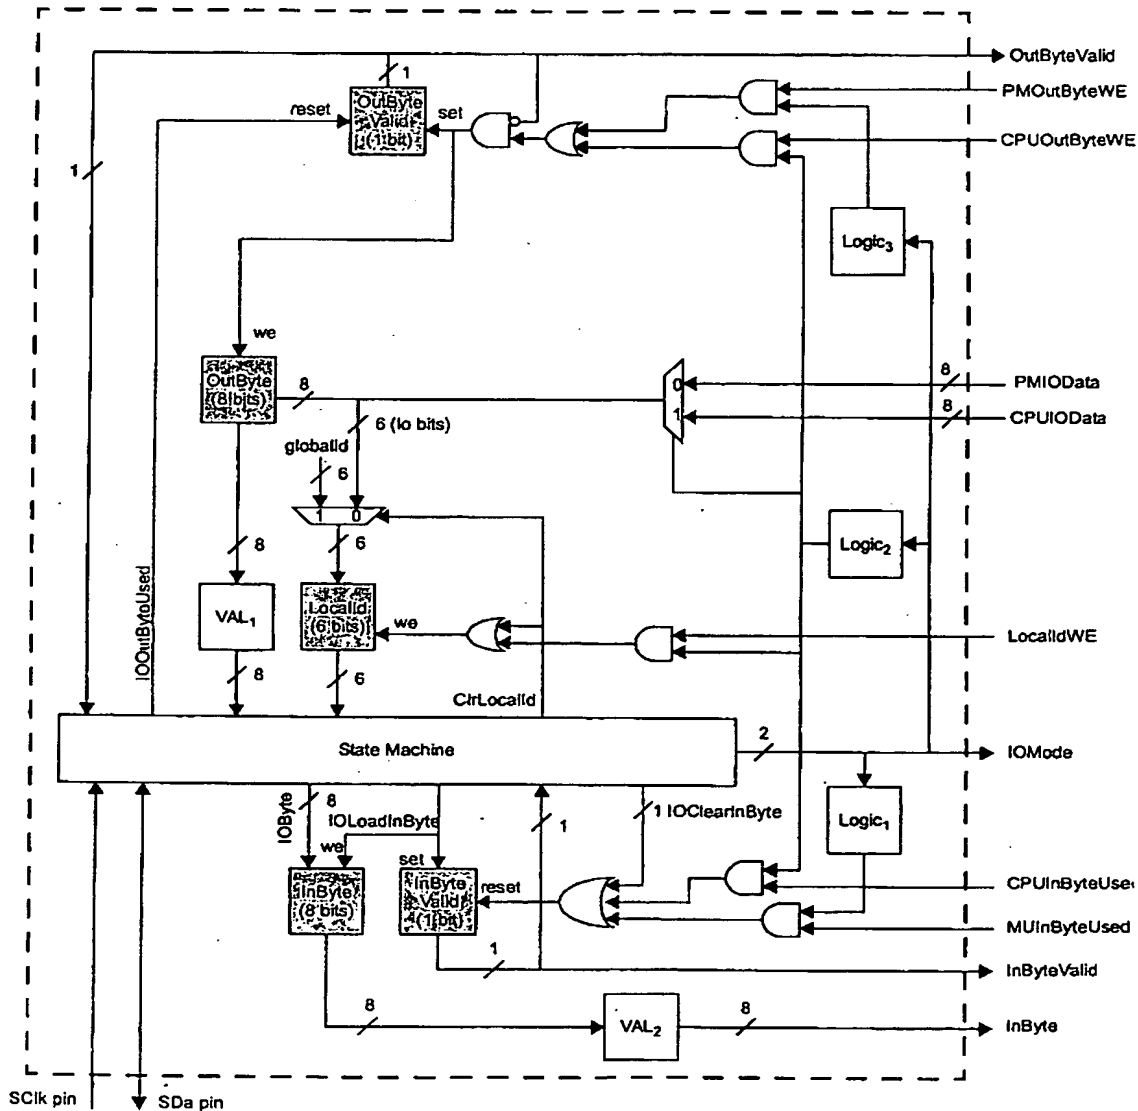 OutByteValid
1
PMOutByteWE
reset
OutByte
Valid
(1 bit)
set
CPUOutByteWE
1
Logic3
we
OutByte
(8 bits)
8
0
8
PMIOData
1
8
CPUIOData
6 (lo bits)
globalId
6
1 0
8
6
Logic2
IOOutByteUsed
VAL1
LocalId
(6 bits)
we
LocalIdWE
8
6
ClrLocalId
State Machine
2
IOMode
IOByte
8
IOLoadInByte
1
1 IOClearInByte
Logic1
we
set
InByte
(8 bits)
InByte
Valid
(1 bit)
reset
CPUInByteUse
MUInByteUsed
1
InByteValid
8
VAL2
8
InByte
SClk pin
SDa pin